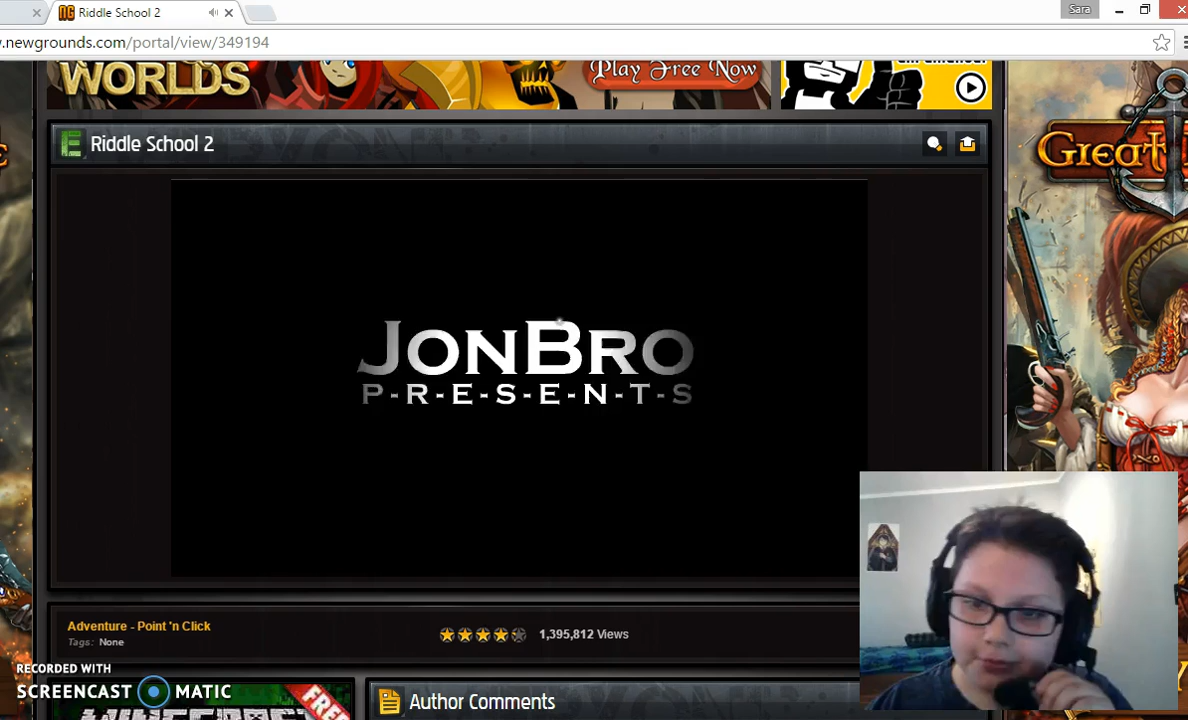 Riddle School 2
Sara
.newgrounds.com/portal/view/349194
WORLDS
Play Free Now
E
Riddle School 2
GREAT
JONBRO
P-R-E-S-E-N-T-S
Adventure - Point 'n Click
1,395,812 Views
Tags: None
RECORDED WITH
SCREENCAST MATIC
FREE
Author Comments